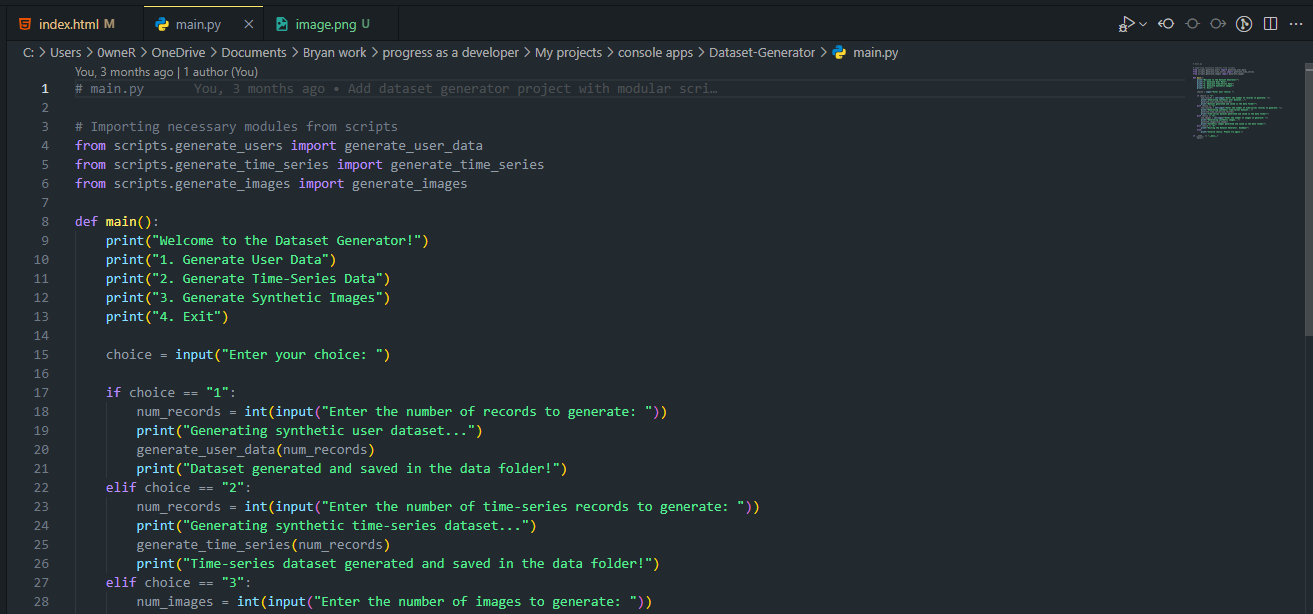 index.html M
main.py
image.png U
C: > Users > 0wneR > OneDrive > Documents > Bryan work > progress as a developer > My projects > console apps > Dataset-Generator > main.py
You, 3 months ago | 1 author (You)
1 # main.py You, 3 months ago • Add dataset generator project with modular scri…
2
3 # Importing necessary modules from scripts
4 from scripts.generate_users import generate_user_data
5 from scripts.generate_time_series import generate_time_series
6 from scripts.generate_images import generate_images
7
8 def main():
9     print("Welcome to the Dataset Generator!")
10     print("1. Generate User Data")
11     print("2. Generate Time-Series Data")
12     print("3. Generate Synthetic Images")
13     print("4. Exit")
14
15     choice = input("Enter your choice: ")
16
17     if choice == "1":
18         num_records = int(input("Enter the number of records to generate: "))
19         print("Generating synthetic user dataset...")
20         generate_user_data(num_records)
21         print("Dataset generated and saved in the data folder!")
22     elif choice == "2":
23         num_records = int(input("Enter the number of time-series records to generate: "))
24         print("Generating synthetic time-series dataset...")
25         generate_time_series(num_records)
26         print("Time-series dataset generated and saved in the data folder!")
27     elif choice == "3":
28         num_images = int(input("Enter the number of images to generate: "))